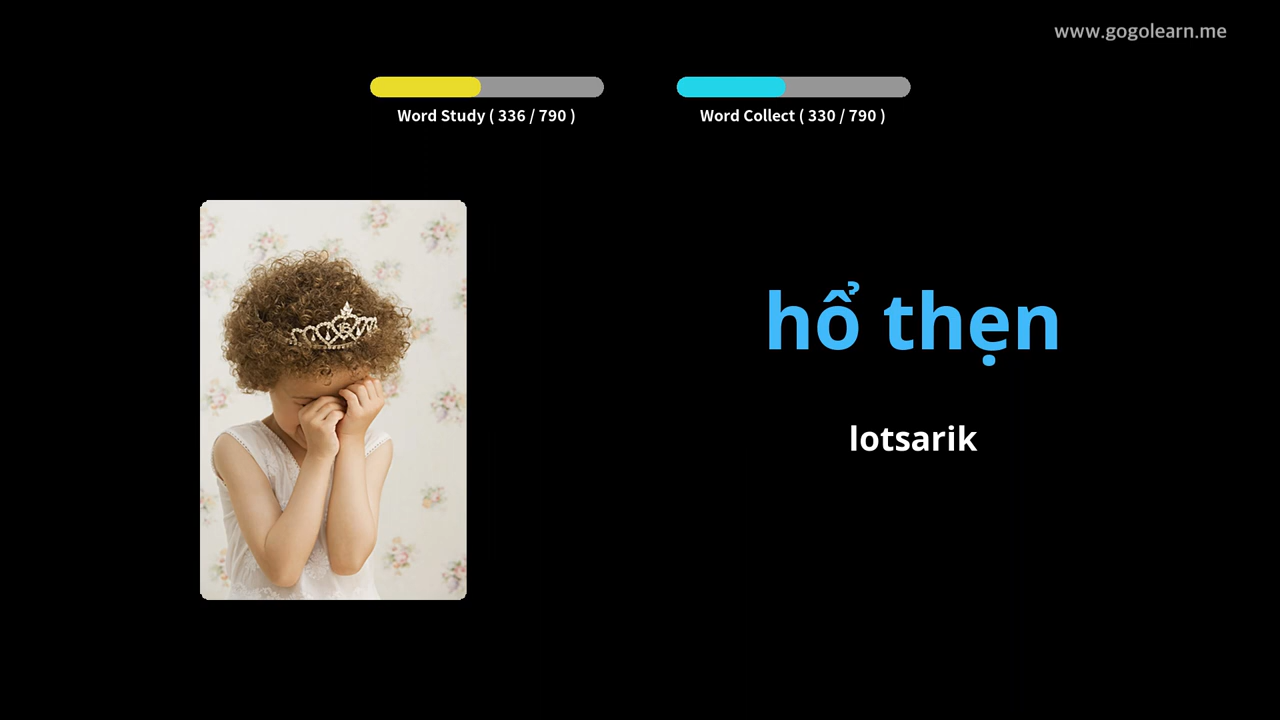 www.gogolearn.me
Word Study ( 336 / 790 )
Word Collect ( 330 / 790 )
hổ thẹn
lotsarik